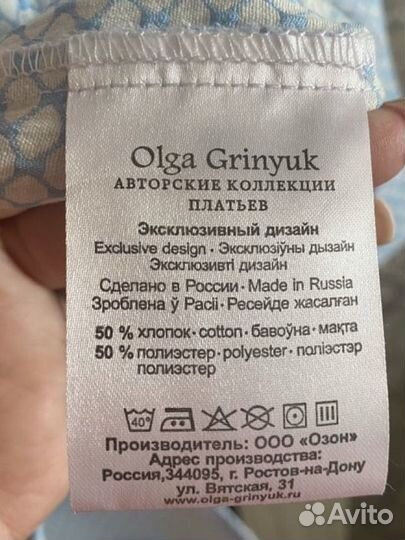 Olga Grinyuk
АВТОРСКИЕ КОЛЛЕКЦИИ
ПЛАТЬЕВ
Эксклюзивный дизайн
Exclusive design · Эксклюзіўны дызайн
Эксклюзивті дизайн
Сделано в России · Made in Russia
Зроблена ў Расіі · Ресейде жасалған
50 % хлопок · cotton · бавоўна · мақта
50 % полиэстер · polyester · поліэстэр
полиэстер
40°
Производитель: ООО «Озон»
Адрес производства:
Россия,344095, г. Ростов-на-Дону
ул. Вятская, 31
www.olga-grinyuk.ru
Avito